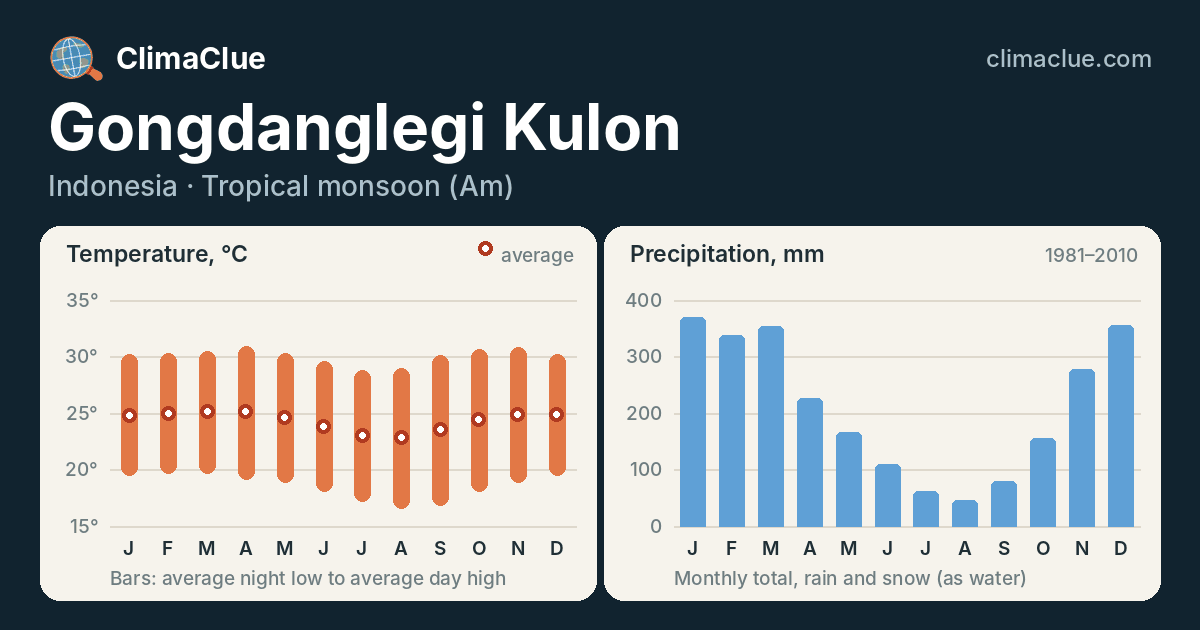 ClimaClue
climaclue.com
Gongdanglegi Kulon
Indonesia · Tropical monsoon (Am)
Temperature, °C
average
35°
30°
25°
20°
15°
J F M A M J J A S O N D
Bars: average night low to average day high
Precipitation, mm
1981–2010
400
300
200
100
0
J F M A M J J A S O N D
Monthly total, rain and snow (as water)